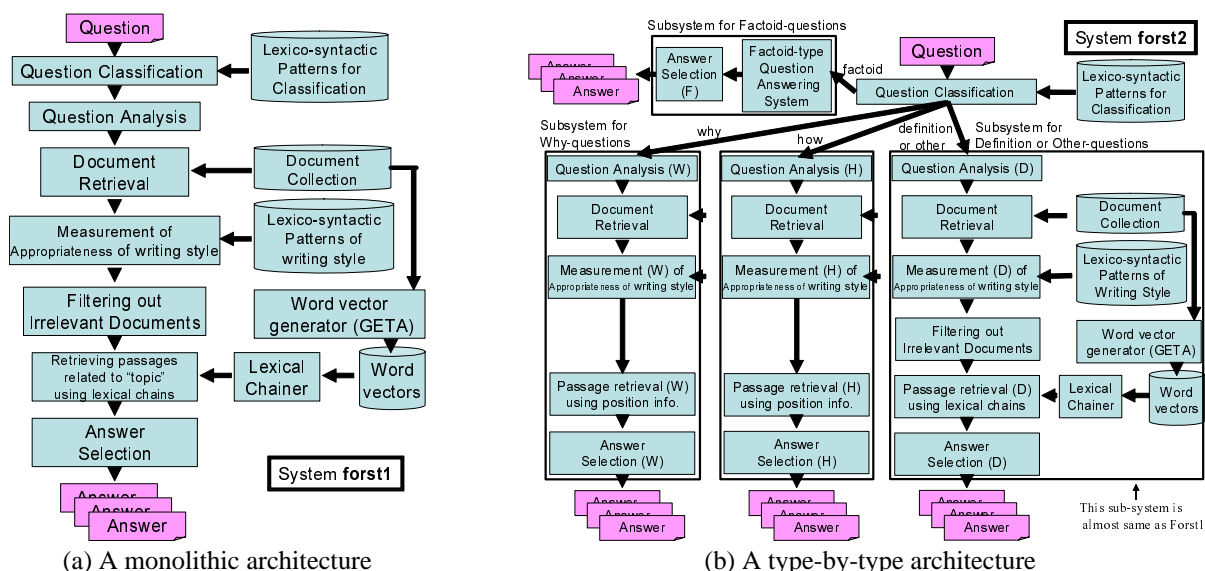 Question
Question Classification
Lexico-syntactic
Patterns for
Classification
Question Analysis
Document
Retrieval
Document
Collection
Measurement of
Appropriateness of writing style
Lexico-syntactic
Patterns of
writing style
Filtering out
Irrelevant Documents
Word vector
generator (GETA)
Retrieving passages
related to “topic”
using lexical chains
Lexical
Chainer
Word
vectors
Answer
Selection
System forst1
Answer
Answer
Answer
(a) A monolithic architecture
Subsystem for Factoid-questions
System forst2
Answer
Answer
Answer
Answer
Selection
(F)
Factoid-type
Question
Answering
System
factoid
Question
Question Classification
Lexico-syntactic
Patterns for
Classification
Subsystem for
Why-questions
why
how
definition
or other
Subsystem for
Definition or Other-questions
Question Analysis (W)
Document
Retrieval
Measurement (W) of
Appropriateness of writing style
Passage retrieval (W)
using position info.
Answer
Selection (W)
Answer
Answer
Answer
Question Analysis (H)
Document
Retrieval
Measurement (H) of
Appropriateness of writing style
Passage retrieval (H)
using position info.
Answer
Selection (H)
Answer
Answer
Answer
Question Analysis (D)
Document
Retrieval
Document
Collection
Measurement (D) of
Appropriateness of writing style
Lexico-syntactic
Patterns of
Writing Style
Filtering out
Irrelevant Documents
Word vector
generator (GETA)
Passage retrieval (D)
using lexical chains
Lexical
Chainer
Word
vectors
Answer
Selection (D)
Answer
Answer
Answer
This sub-system is
almost same as Forst1
(b) A type-by-type architecture